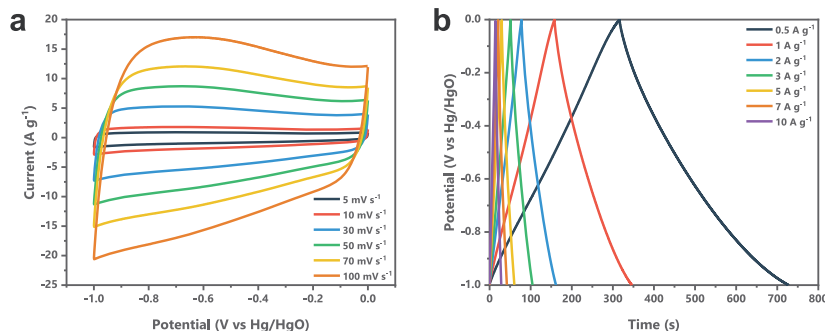 a
20
15
10
5
0
-5
-10
-15
-20
-25
Current (A g⁻¹)
5 mV s⁻¹
10 mV s⁻¹
30 mV s⁻¹
50 mV s⁻¹
70 mV s⁻¹
100 mV s⁻¹
-1.0 -0.8 -0.6 -0.4 -0.2 0.0
Potential (V vs Hg/HgO)
b
0.0
-0.2
-0.4
-0.6
-0.8
-1.0
Potential (V vs Hg/HgO)
0.5 A g⁻¹
1 A g⁻¹
2 A g⁻¹
3 A g⁻¹
5 A g⁻¹
7 A g⁻¹
10 A g⁻¹
0 100 200 300 400 500 600 700 800
Time (s)